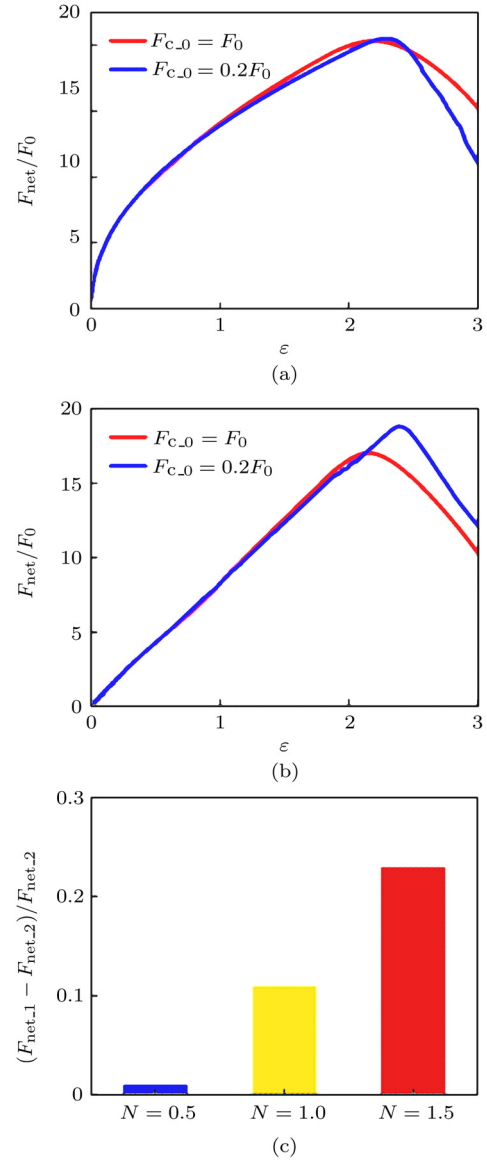 20
15
10
5
0
F_net/F_0
F_c_0 = F_0
F_c_0 = 0.2F_0
0 1 2 3
ε
(a)
20
15
10
5
0
F_net/F_0
F_c_0 = F_0
F_c_0 = 0.2F_0
0 1 2 3
ε
(b)
0.3
0.2
0.1
0
(F_net_1 − F_net_2)/F_net_2
N = 0.5 N = 1.0 N = 1.5
(c)